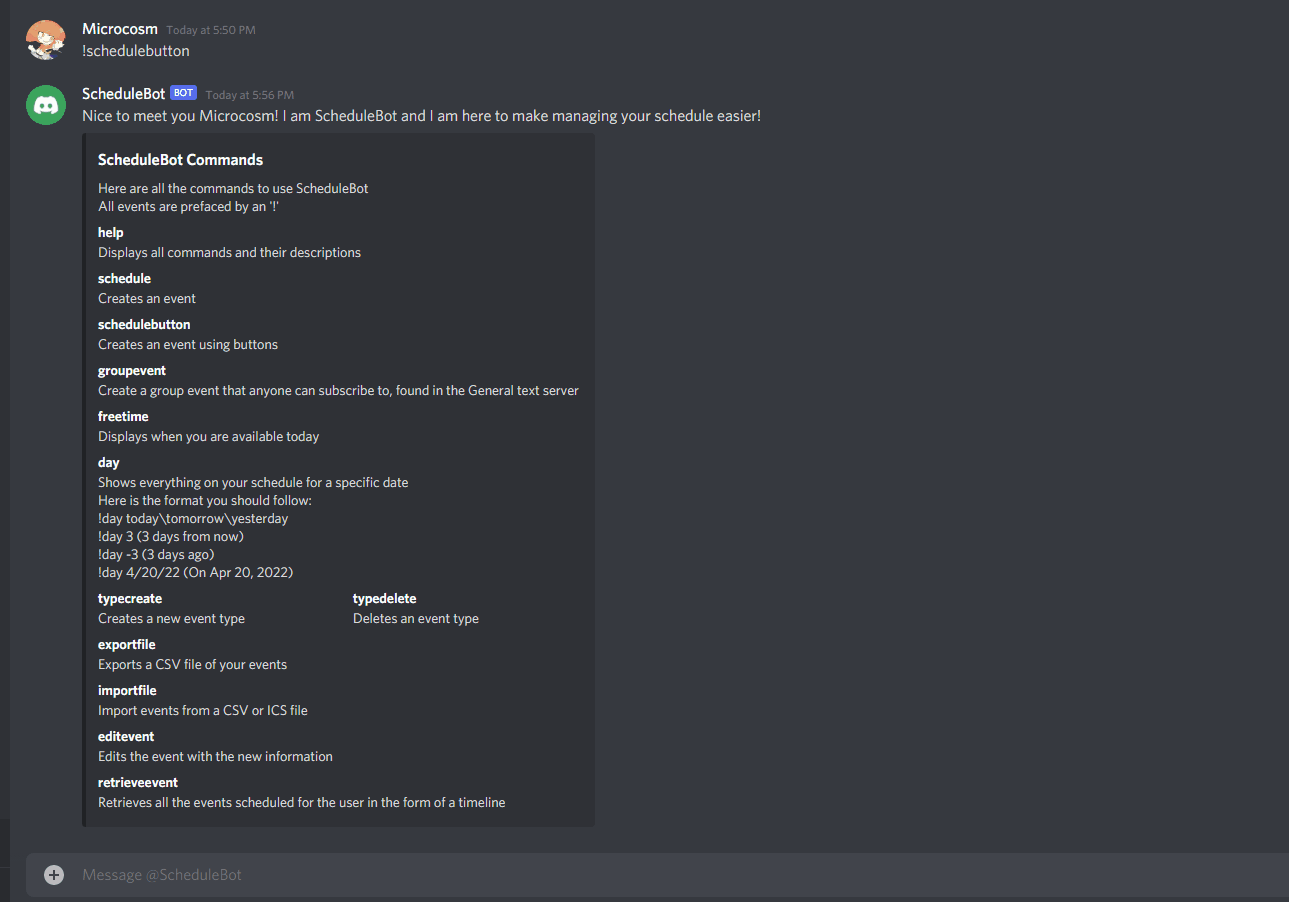 Microcosm Today at 5:50 PM
!schedulebutton
ScheduleBot BOT Today at 5:56 PM
Nice to meet you Microcosm! I am ScheduleBot and I am here to make managing your schedule easier!
ScheduleBot Commands
Here are all the commands to use ScheduleBot
All events are prefaced by an '!'
help
Displays all commands and their descriptions
schedule
Creates an event
schedulebutton
Creates an event using buttons
groupevent
Create a group event that anyone can subscribe to, found in the General text server
freetime
Displays when you are available today
day
Shows everything on your schedule for a specific date
Here is the format you should follow:
!day today\tomorrow\yesterday
!day 3 (3 days from now)
!day -3 (3 days ago)
!day 4/20/22 (On Apr 20, 2022)
typecreate typedelete
Creates a new event type Deletes an event type
exportfile
Exports a CSV file of your events
importfile
Import events from a CSV or ICS file
editevent
Edits the event with the new information
retrieveevent
Retrieves all the events scheduled for the user in the form of a timeline
Message @ScheduleBot